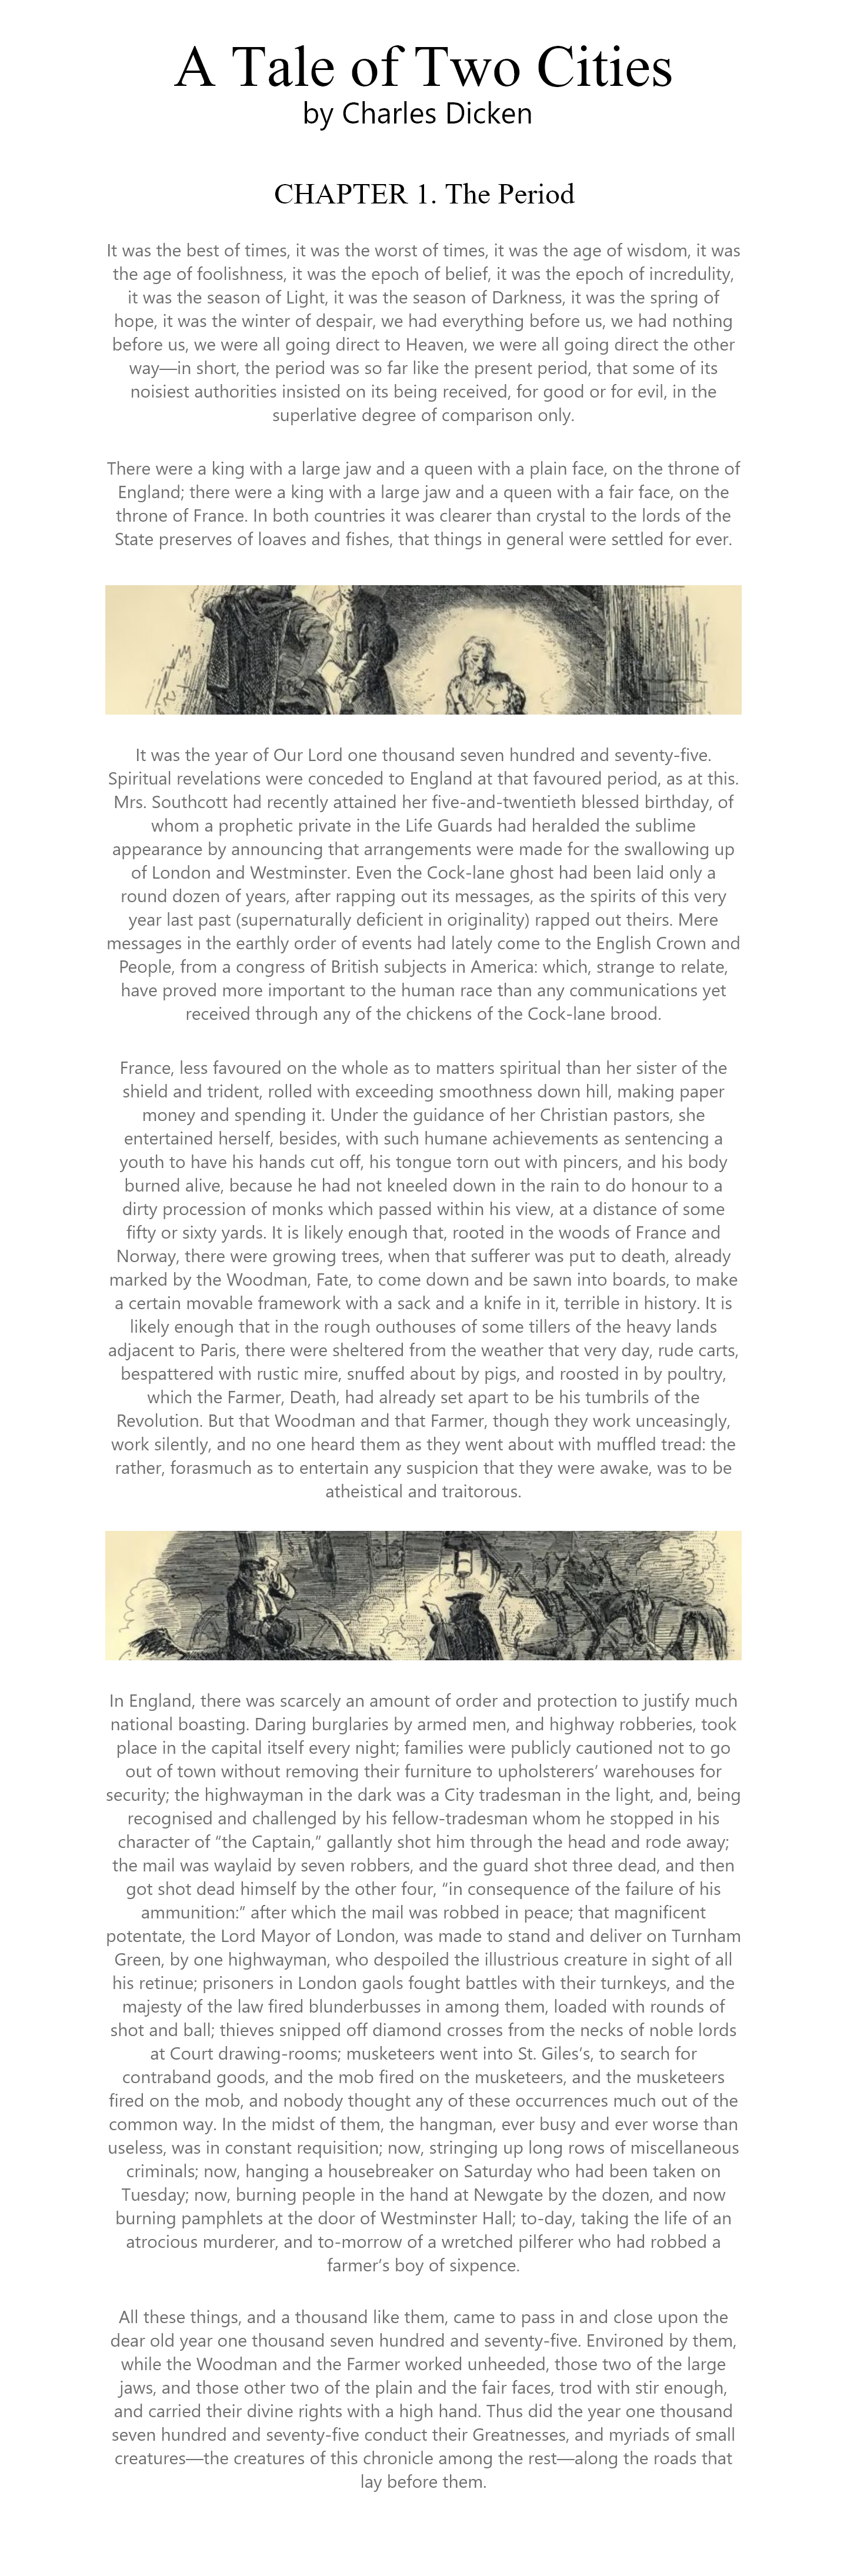 A Tale of Two Cities
by Charles Dicken
CHAPTER 1. The Period
It was the best of times, it was the worst of times, it was the age of wisdom, it was
the age of foolishness, it was the epoch of belief, it was the epoch of incredulity,
it was the season of Light, it was the season of Darkness, it was the spring of
hope, it was the winter of despair, we had everything before us, we had nothing
before us, we were all going direct to Heaven, we were all going direct the other
way—in short, the period was so far like the present period, that some of its
noisiest authorities insisted on its being received, for good or for evil, in the
superlative degree of comparison only.
There were a king with a large jaw and a queen with a plain face, on the throne of
England; there were a king with a large jaw and a queen with a fair face, on the
throne of France. In both countries it was clearer than crystal to the lords of the
State preserves of loaves and fishes, that things in general were settled for ever.
It was the year of Our Lord one thousand seven hundred and seventy-five.
Spiritual revelations were conceded to England at that favoured period, as at this.
Mrs. Southcott had recently attained her five-and-twentieth blessed birthday, of
whom a prophetic private in the Life Guards had heralded the sublime
appearance by announcing that arrangements were made for the swallowing up
of London and Westminster. Even the Cock-lane ghost had been laid only a
round dozen of years, after rapping out its messages, as the spirits of this very
year last past (supernaturally deficient in originality) rapped out theirs. Mere
messages in the earthly order of events had lately come to the English Crown and
People, from a congress of British subjects in America: which, strange to relate,
have proved more important to the human race than any communications yet
received through any of the chickens of the Cock-lane brood.
France, less favoured on the whole as to matters spiritual than her sister of the
shield and trident, rolled with exceeding smoothness down hill, making paper
money and spending it. Under the guidance of her Christian pastors, she
entertained herself, besides, with such humane achievements as sentencing a
youth to have his hands cut off, his tongue torn out with pincers, and his body
burned alive, because he had not kneeled down in the rain to do honour to a
dirty procession of monks which passed within his view, at a distance of some
fifty or sixty yards. It is likely enough that, rooted in the woods of France and
Norway, there were growing trees, when that sufferer was put to death, already
marked by the Woodman, Fate, to come down and be sawn into boards, to make
a certain movable framework with a sack and a knife in it, terrible in history. It is
likely enough that in the rough outhouses of some tillers of the heavy lands
adjacent to Paris, there were sheltered from the weather that very day, rude carts,
bespattered with rustic mire, snuffed about by pigs, and roosted in by poultry,
which the Farmer, Death, had already set apart to be his tumbrils of the
Revolution. But that Woodman and that Farmer, though they work unceasingly,
work silently, and no one heard them as they went about with muffled tread: the
rather, forasmuch as to entertain any suspicion that they were awake, was to be
atheistical and traitorous.
In England, there was scarcely an amount of order and protection to justify much
national boasting. Daring burglaries by armed men, and highway robberies, took
place in the capital itself every night; families were publicly cautioned not to go
out of town without removing their furniture to upholsterers’ warehouses for
security; the highwayman in the dark was a City tradesman in the light, and, being
recognised and challenged by his fellow-tradesman whom he stopped in his
character of “the Captain,” gallantly shot him through the head and rode away;
the mail was waylaid by seven robbers, and the guard shot three dead, and then
got shot dead himself by the other four, “in consequence of the failure of his
ammunition:” after which the mail was robbed in peace; that magnificent
potentate, the Lord Mayor of London, was made to stand and deliver on Turnham
Green, by one highwayman, who despoiled the illustrious creature in sight of all
his retinue; prisoners in London gaols fought battles with their turnkeys, and the
majesty of the law fired blunderbusses in among them, loaded with rounds of
shot and ball; thieves snipped off diamond crosses from the necks of noble lords
at Court drawing-rooms; musketeers went into St. Giles’s, to search for
contraband goods, and the mob fired on the musketeers, and the musketeers
fired on the mob, and nobody thought any of these occurrences much out of the
common way. In the midst of them, the hangman, ever busy and ever worse than
useless, was in constant requisition; now, stringing up long rows of miscellaneous
criminals; now, hanging a housebreaker on Saturday who had been taken on
Tuesday; now, burning people in the hand at Newgate by the dozen, and now
burning pamphlets at the door of Westminster Hall; to-day, taking the life of an
atrocious murderer, and to-morrow of a wretched pilferer who had robbed a
farmer’s boy of sixpence.
All these things, and a thousand like them, came to pass in and close upon the
dear old year one thousand seven hundred and seventy-five. Environed by them,
while the Woodman and the Farmer worked unheeded, those two of the large
jaws, and those other two of the plain and the fair faces, trod with stir enough,
and carried their divine rights with a high hand. Thus did the year one thousand
seven hundred and seventy-five conduct their Greatnesses, and myriads of small
creatures—the creatures of this chronicle among the rest—along the roads that
lay before them.